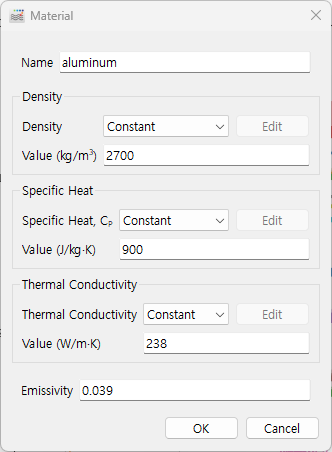 Material
Name aluminum
Density
Density Constant Edit
Value (kg/m³) 2700
Specific Heat
Specific Heat, Cₚ Constant Edit
Value (J/kg·K) 900
Thermal Conductivity
Thermal Conductivity Constant Edit
Value (W/m·K) 238
Emissivity 0.039
OK Cancel